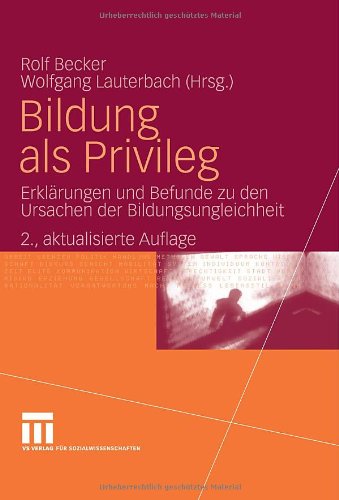 Urheberrechtlich geschütztes Material
Rolf Becker
Wolfgang Lauterbach (Hrsg.)
Bildung
als Privileg
Erklärungen und Befunde zu den
Ursachen der Bildungsungleichheit
2., aktualisierte Auflage
VS VERLAG FÜR SOZIALWISSENSCHAFTEN
Urheberrechtlich geschütztes Material